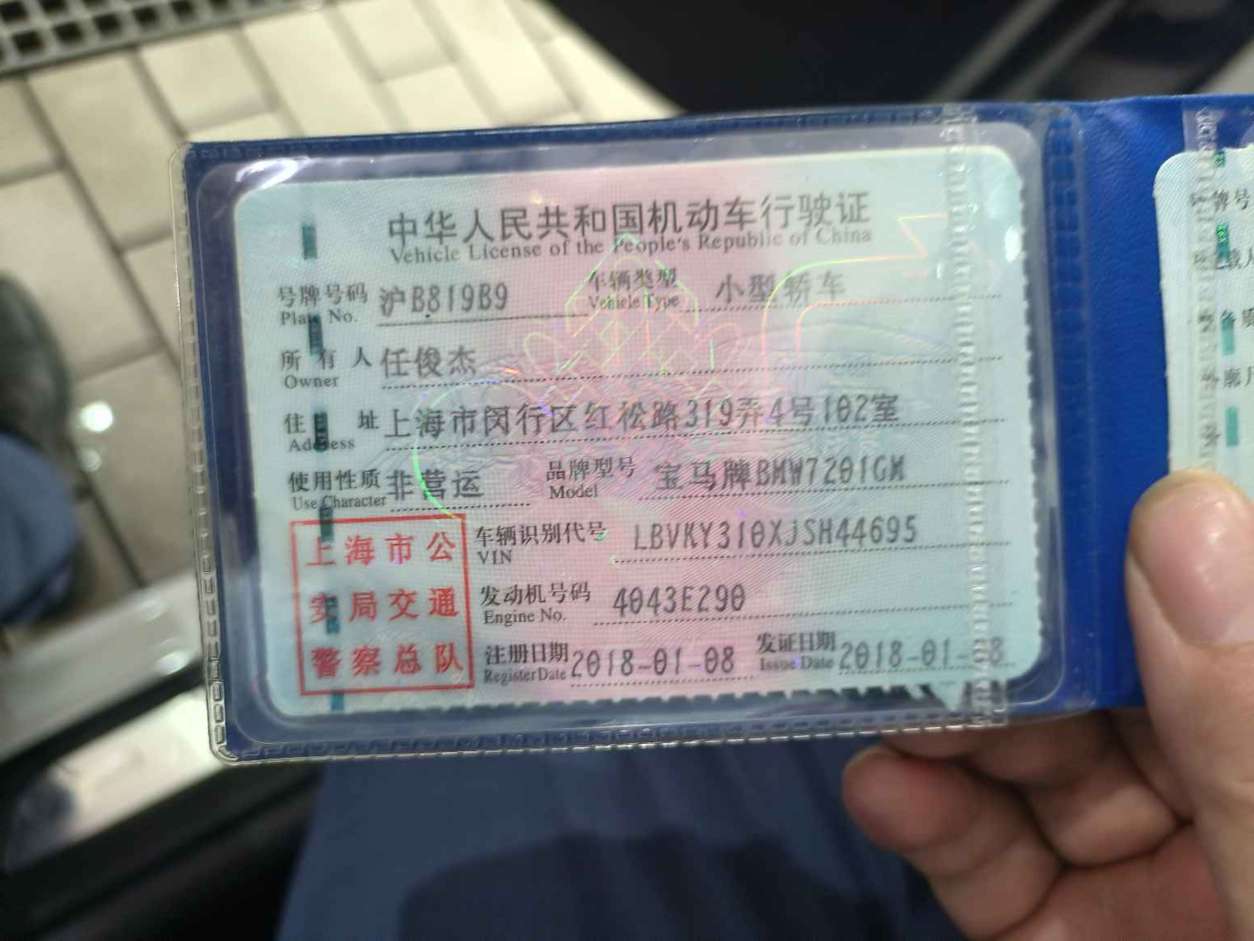 中华人民共和国机动车行驶证
Vehicle License of the People's Republic of China
号牌号码 沪B819B9 车辆类型 小型轿车
Plate No. Vehicle Type
所有人 任俊杰
Owner
住址 上海市闵行区红松路319弄4号102室
Address
使用性质 非营运 品牌型号 宝马牌BMW7201GM
Use Character Model
上海市公
安局交通
警察总队
车辆识别代号 LBVKY310XJSH44695
VIN
发动机号码 4043E290
Engine No.
注册日期 2018-01-08 发证日期 2018-01-08
Register Date Issue Date
牌号
载人